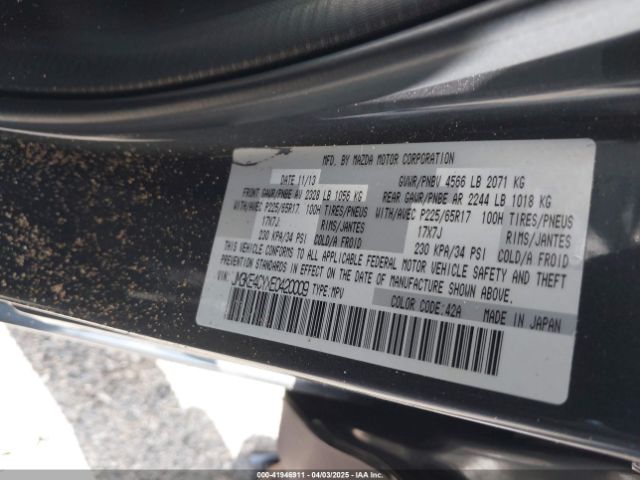 MFD. BY MAZDA MOTOR CORPORATION
DATE 11/13 GVWR/PNBV 4566 LB 2071 KG
FRONT GAWR/PNBE AV 2328 LB 1056 KG REAR GAWR/PNBE AR 2244 LB 1018 KG
WITH/AVEC P225/65R17 100H TIRES/PNEUS WITH/AVEC P225/65R17 100H TIRES/PNEUS
17X7J RIMS/JANTES 17X7J RIMS/JANTES
230 KPA/34 PSI COLD/A FROID 230 KPA/34 PSI COLD/A FROID
THIS VEHICLE CONFORMS TO ALL APPLICABLE FEDERAL MOTOR VEHICLE SAFETY AND THEFT
PREVENTION STANDARDS IN EFFECT ON THE DATE OF MANUFACTURE SHOWN ABOVE.
VIN: JM3KE4CYXE0420009 TYPE:MPV
COLOR CODE:42A MADE IN JAPAN
000-41946911 - 04/03/2025 - IAA Inc.